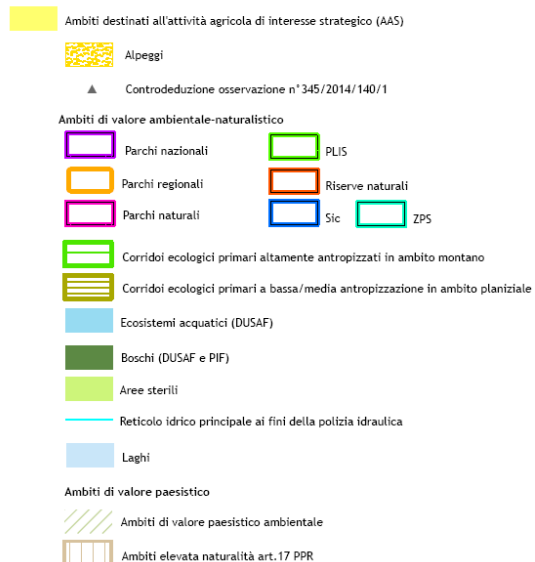 Ambiti destinati all'attività agricola di interesse strategico (AAS)
Alpeggi
Controdeduzione osservazione n°345/2014/140/1
Ambiti di valore ambientale-naturalistico
Parchi nazionali
PLIS
Parchi regionali
Riserve naturali
Parchi naturali
Sic
ZPS
Corridoi ecologici primari altamente antropizzati in ambito montano
Corridoi ecologici primari a bassa/media antropizzazione in ambito planiziale
Ecosistemi acquatici (DUSAF)
Boschi (DUSAF e PIF)
Aree sterili
Reticolo idrico principale ai fini della polizia idraulica
Laghi
Ambiti di valore paesistico
Ambiti di valore paesistico ambientale
Ambiti elevata naturalità art.17 PPR